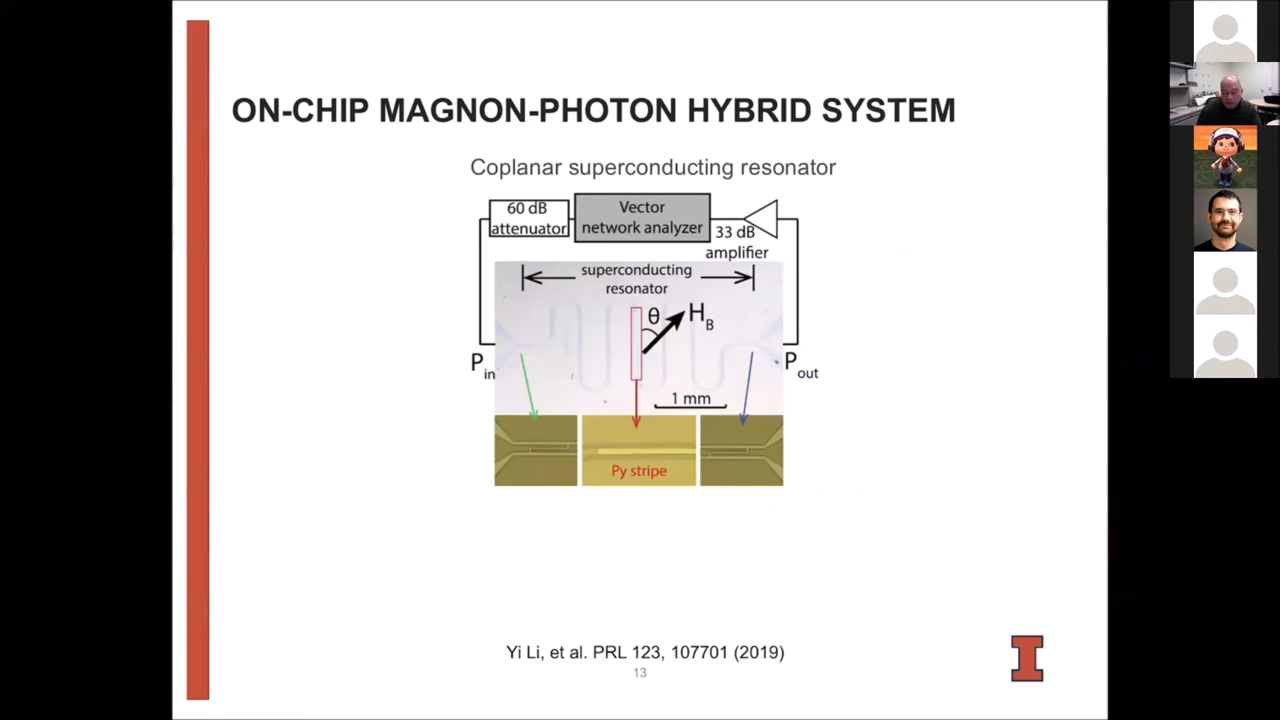 ON-CHIP MAGNON-PHOTON HYBRID SYSTEM
Coplanar superconducting resonator
60 dB
attenuator
Vector
network analyzer
33 dB
amplifier
superconducting
resonator
θ
H_B
P_in
P_out
1 mm
Py stripe
Yi Li, et al. PRL 123, 107701 (2019)
13
I